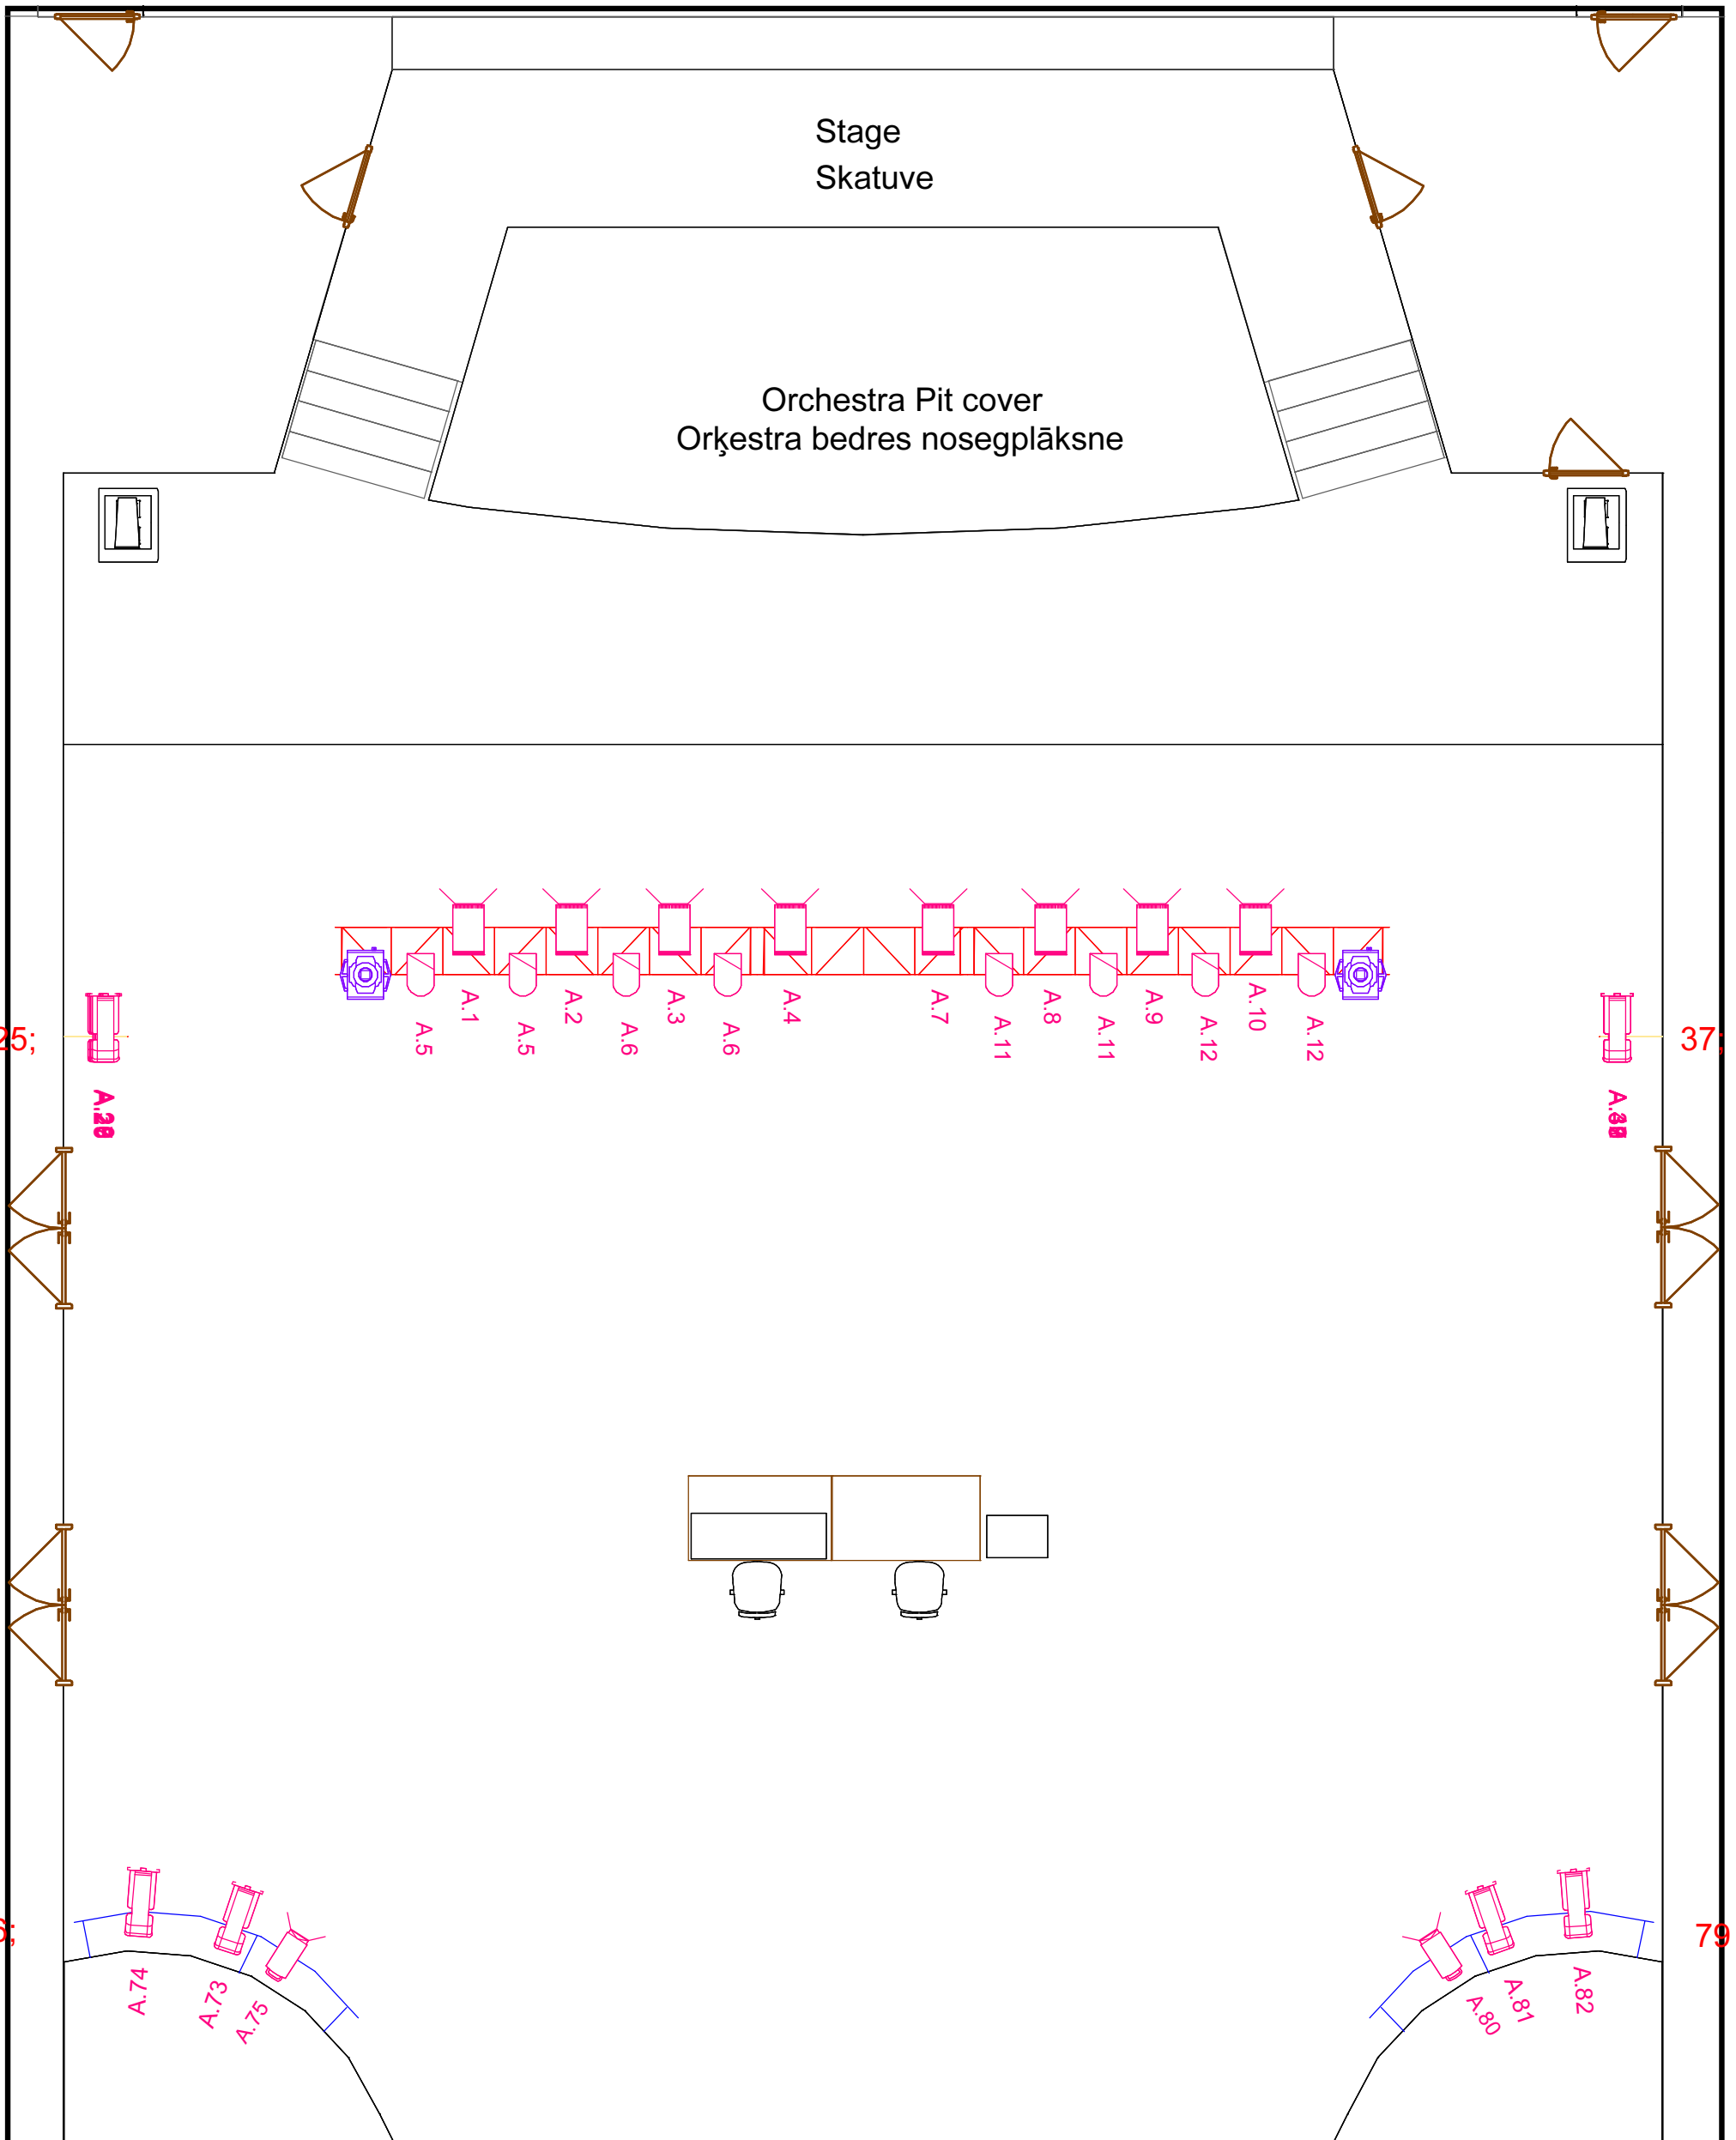 Stage
Skatuve
Orchestra Pit cover
Orķestra bedres nosegplāksne
A.1
A.2
A.3
A.4
A.7
A.8
A.9
A.10
A.5
A.5
A.6
A.6
A.11
A.11
A.12
A.12
25;
37;
79
A.74
A.73
A.75
A.80
A.81
A.82